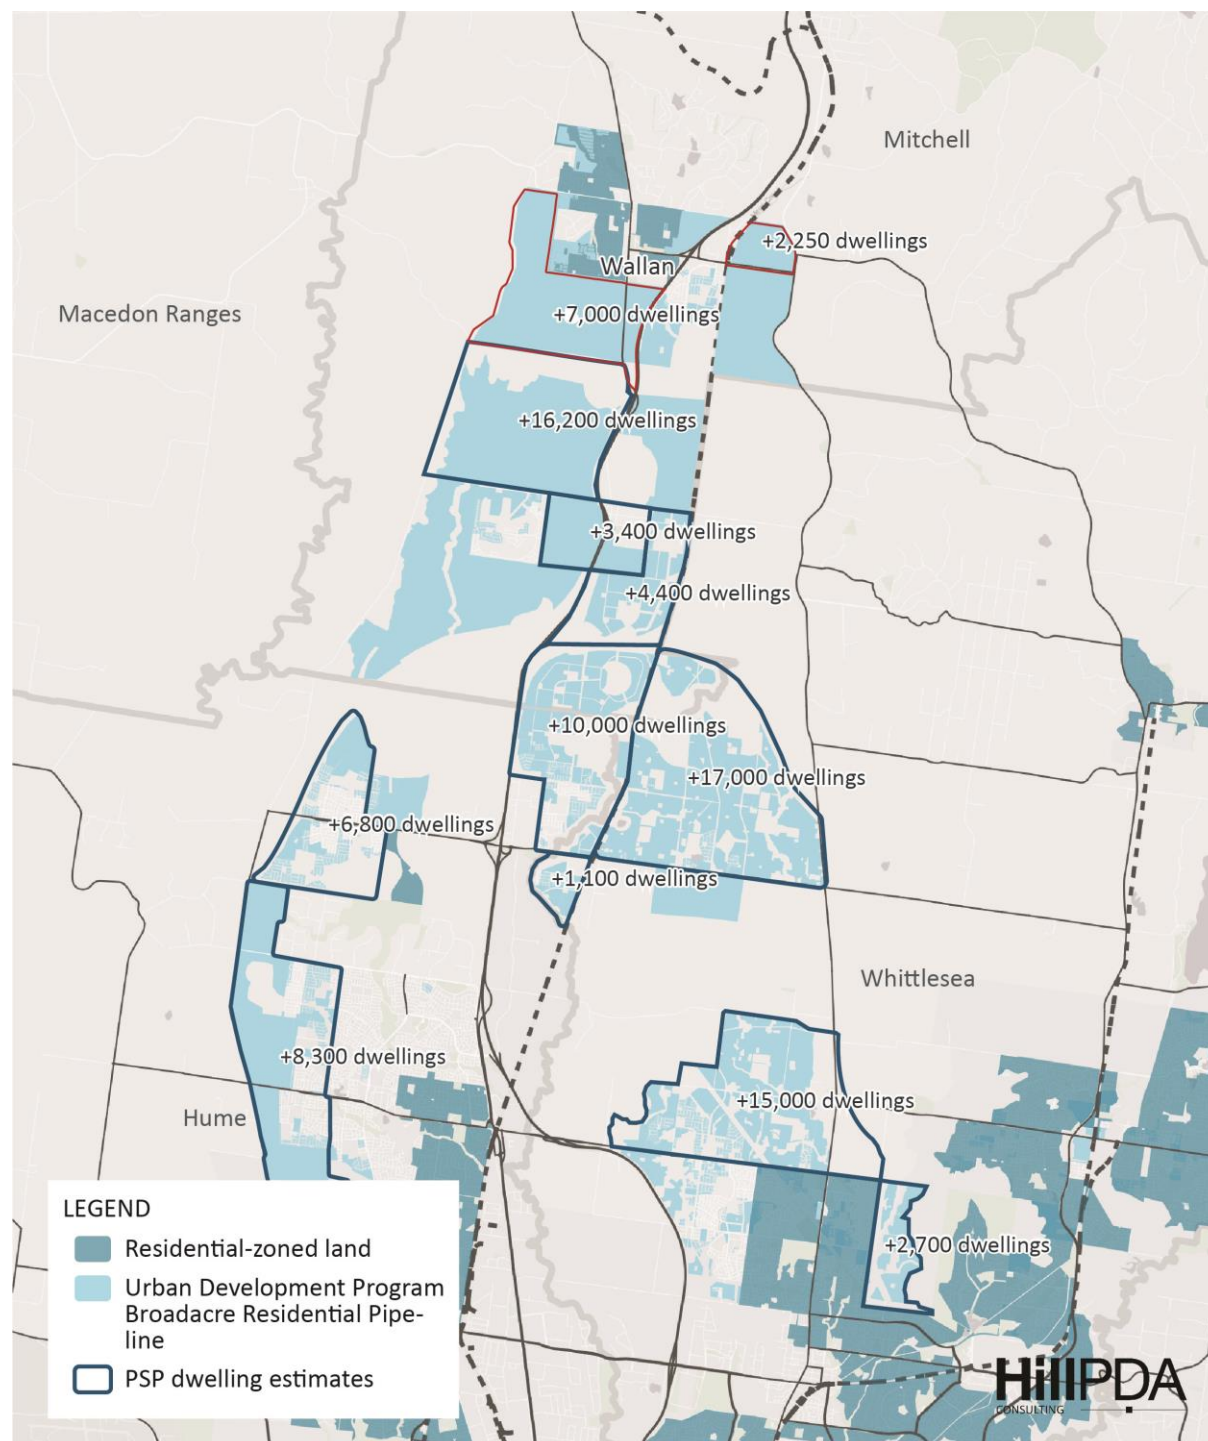 Mitchell
+2,250 dwellings
Wallan
Macedon Ranges
+7,000 dwellings
+16,200 dwellings
+3,400 dwellings
+4,400 dwellings
+10,000 dwellings
+17,000 dwellings
+6,800 dwellings
+1,100 dwellings
Whittlesea
+8,300 dwellings
+15,000 dwellings
Hume
+2,700 dwellings
LEGEND
Residential-zoned land
Urban Development Program
Broadacre Residential Pipe-
line
PSP dwelling estimates
HillPDA
CONSULTING